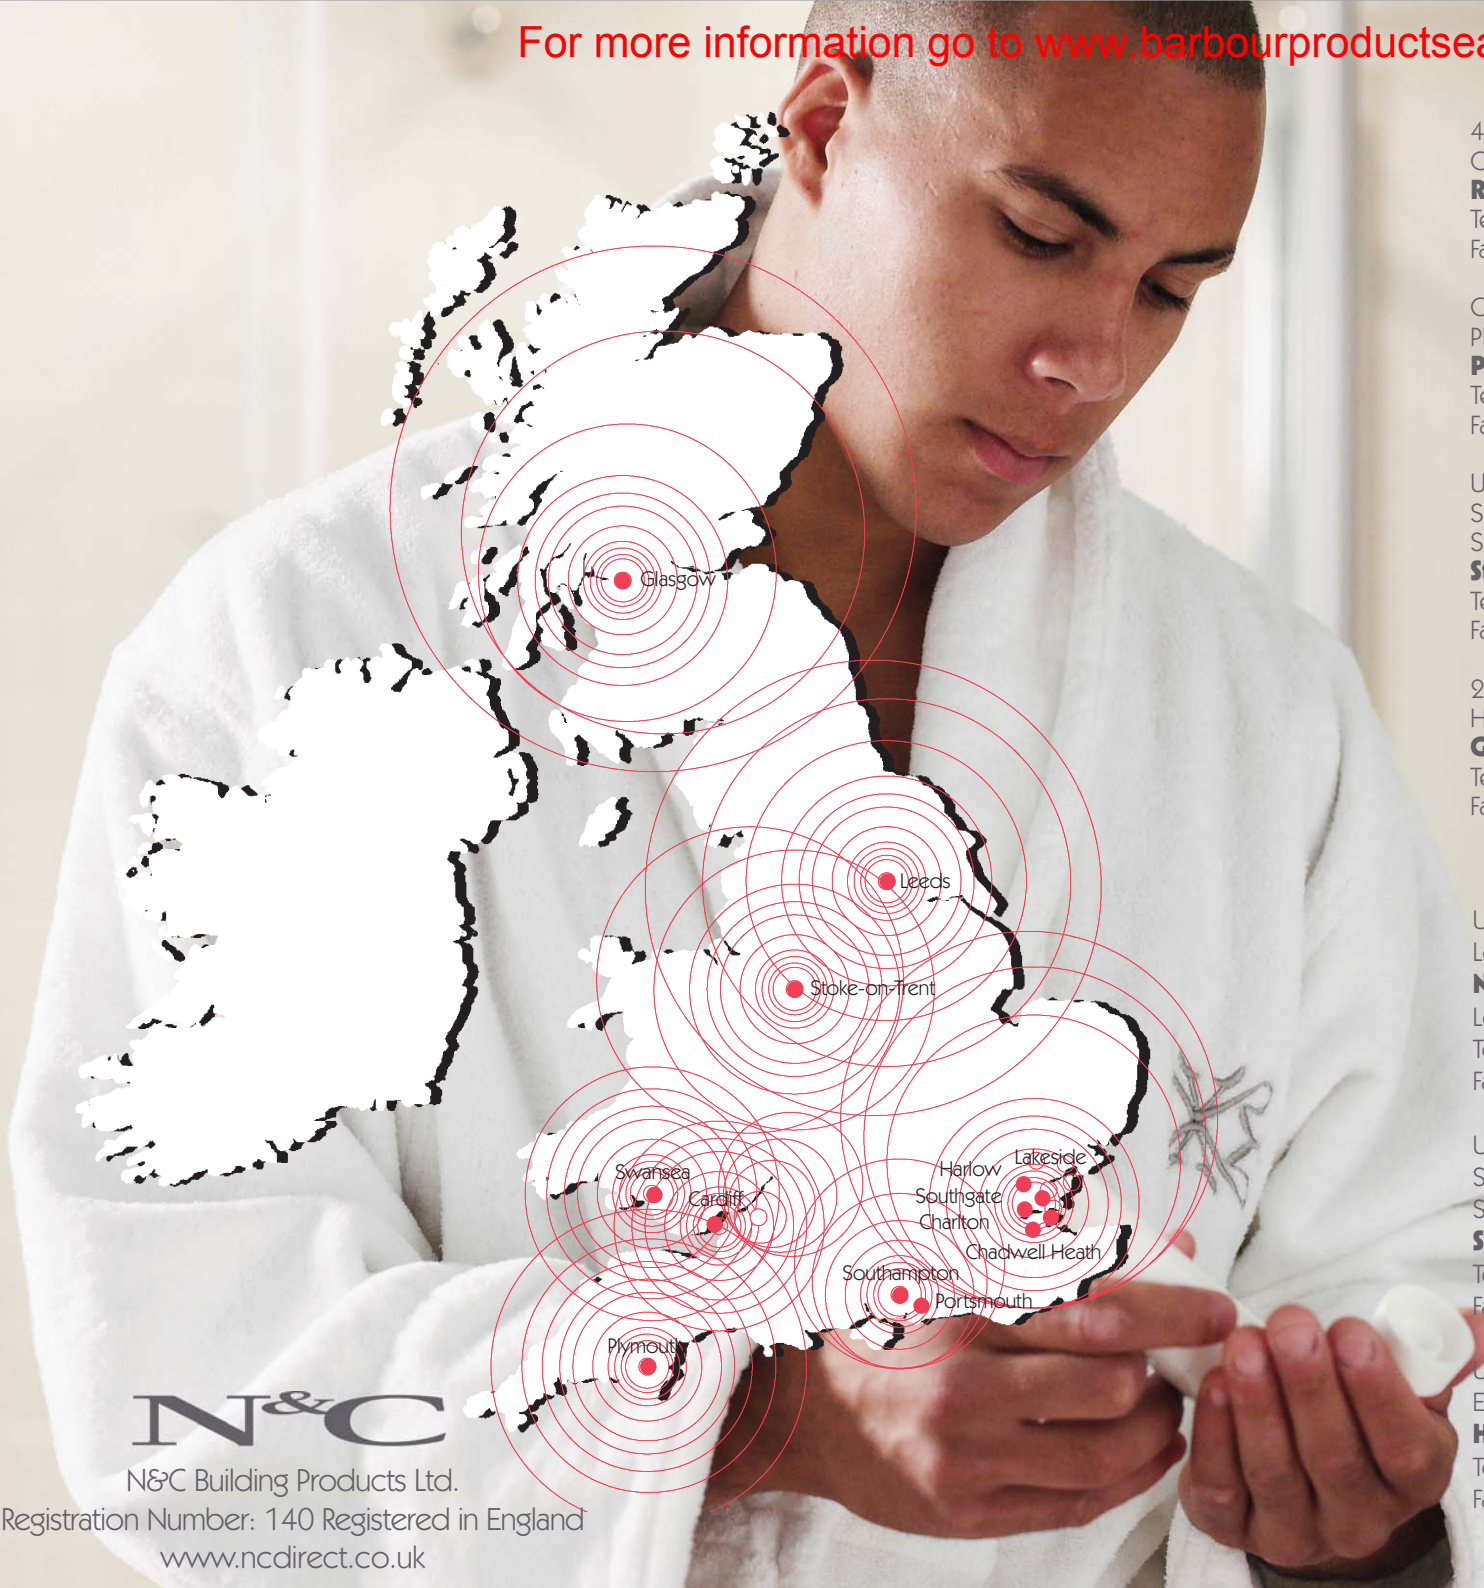 For more information go to www.barbourproductsea
Glasgow
Leeds
Stoke-on-Trent
Swansea
Cardiff
Harlow
Lakeside
Southgate
Charlton
Chadwell Heath
Southampton
Portsmouth
Plymouth
N&C
N&C Building Products Ltd.
Registration Number: 140 Registered in England
www.ncdirect.co.uk